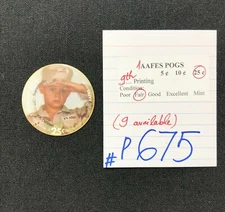 AAFES POGS
5¢ 10¢ 25¢
9th Printing
Condition:
Poor Fair Good Excellent Mint
(9 available)
#P675